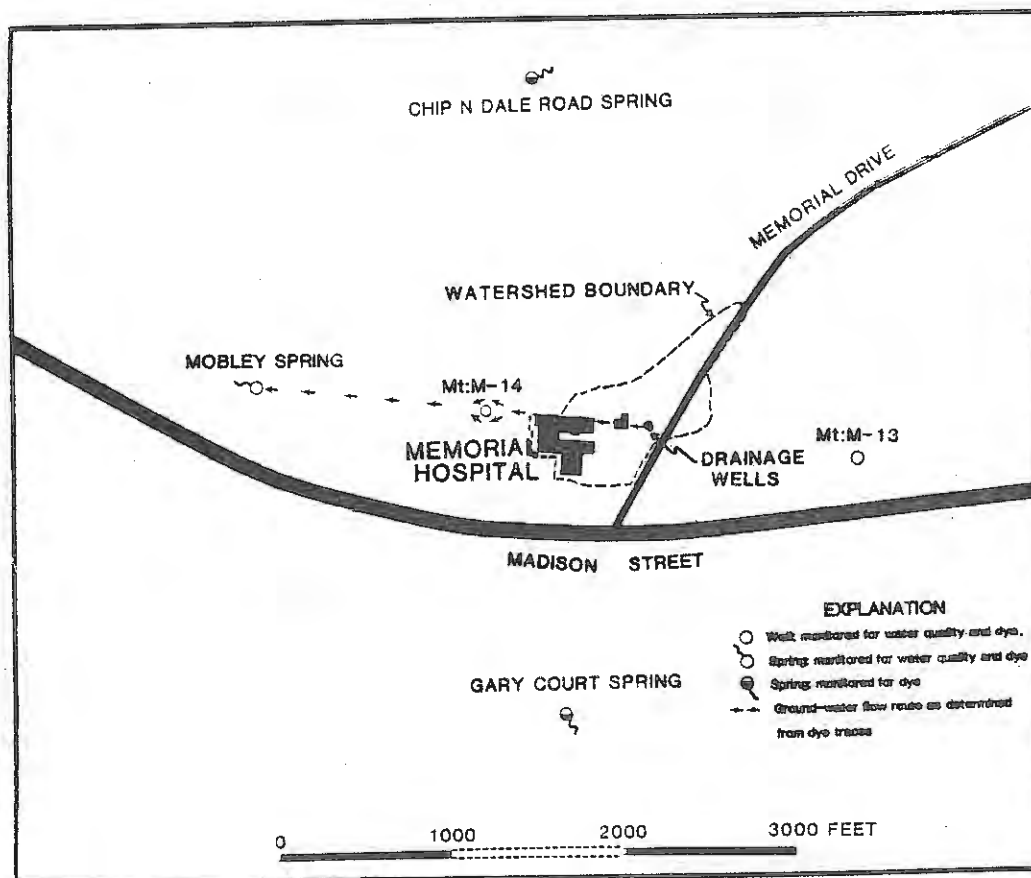 CHIP N DALE ROAD SPRING
MEMORIAL DRIVE
WATERSHED BOUNDARY
MOBLEY SPRING
Mt:M-14
MEMORIAL
HOSPITAL
Mt:M-13
DRAINAGE
WELLS
MADISON STREET
EXPLANATION
Well monitored for water quality and dye.
Spring monitored for water quality and dye
GARY COURT SPRING
Spring monitored for dye
Ground-water flow route as determined
from dye traces
0 1000 2000 3000 FEET